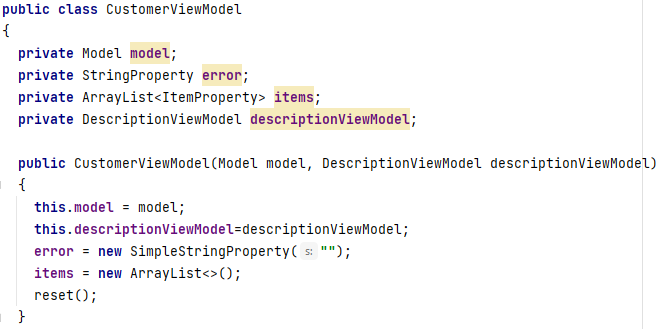 public class CustomerViewModel
{
private Model model;
private StringProperty error;
private ArrayList<ItemProperty> items;
private DescriptionViewModel descriptionViewModel;
public CustomerViewModel(Model model, DescriptionViewModel descriptionViewModel)
{
this.model = model;
this.descriptionViewModel=descriptionViewModel;
error = new SimpleStringProperty( s: "");
items = new ArrayList<>();
reset();
}